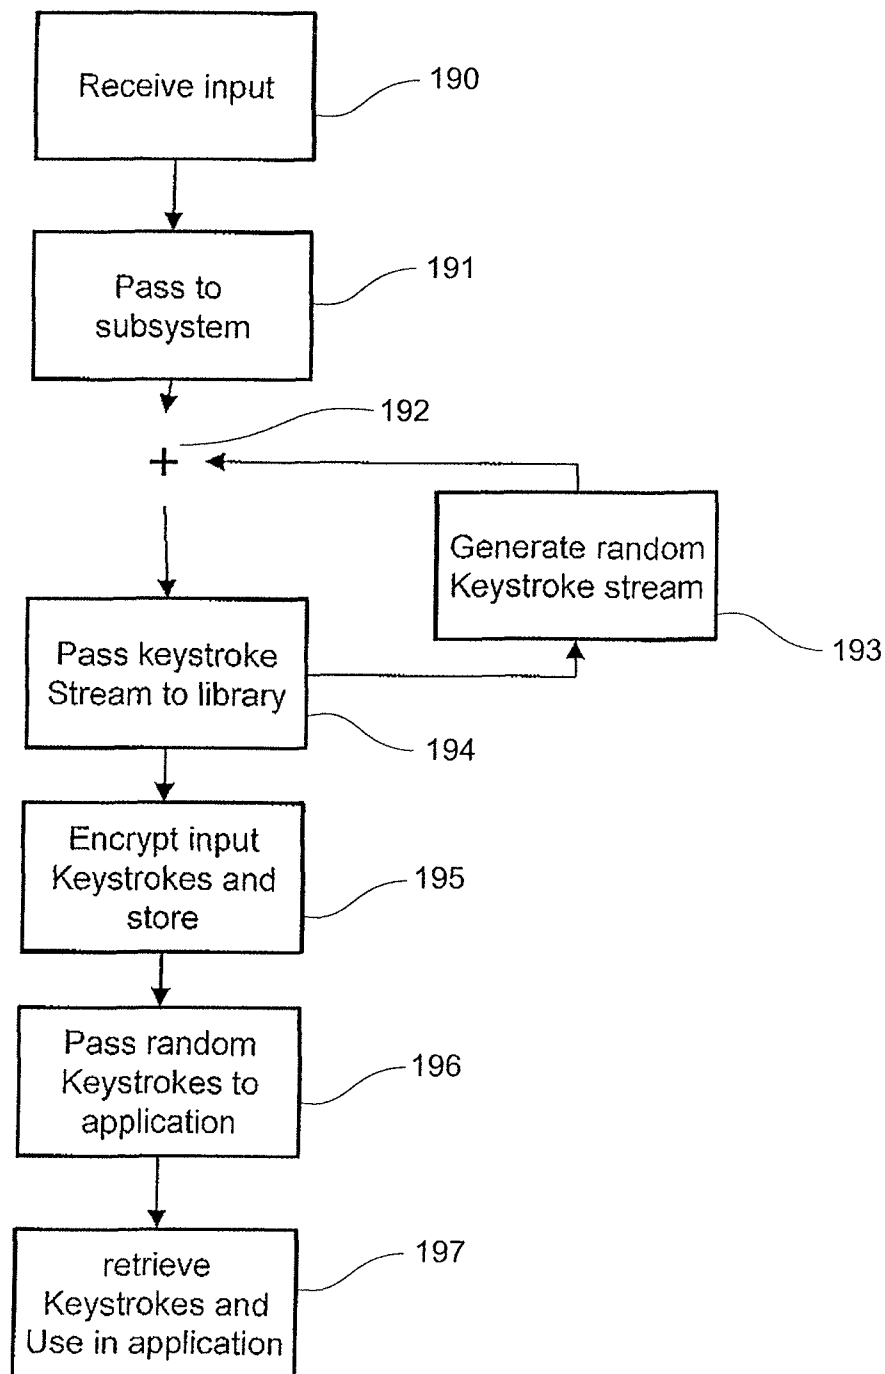 Receive input
190
Pass to
subsystem
191
192
+
Generate random
Keystroke stream
193
Pass keystroke
Stream to library
194
Encrypt input
Keystrokes and
store
195
Pass random
Keystrokes to
application
196
retrieve
Keystrokes and
Use in application
197